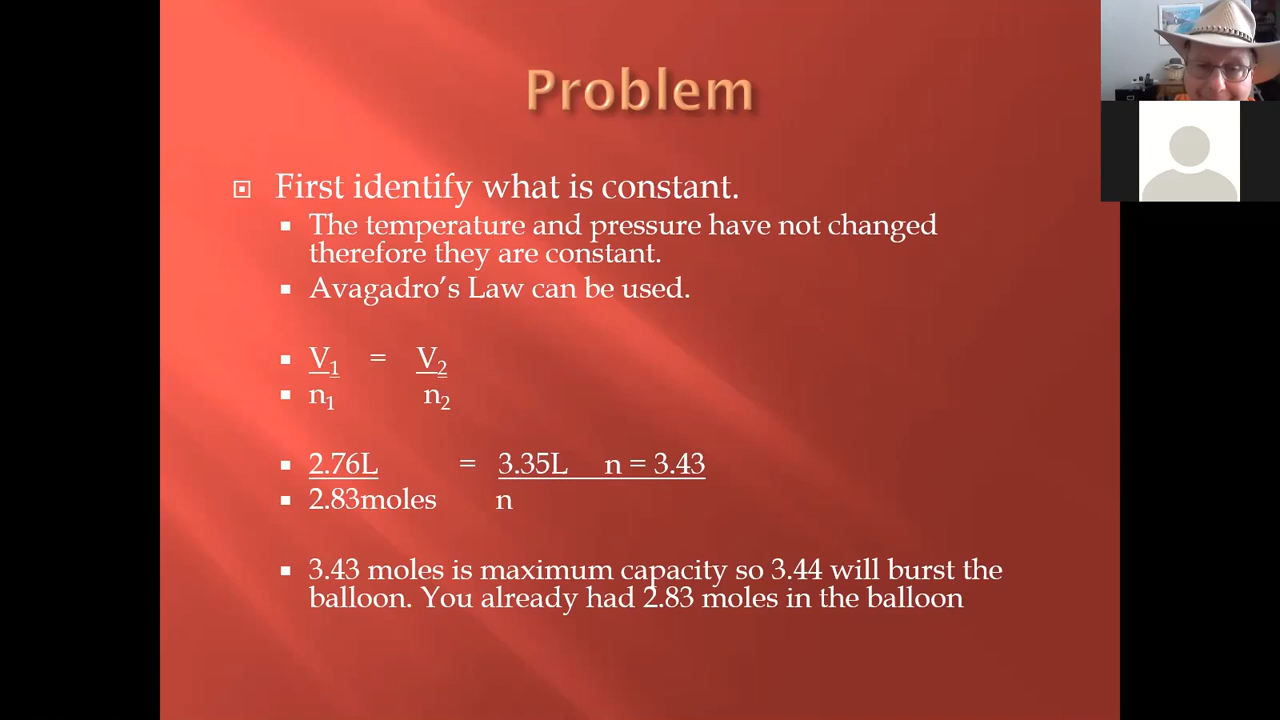 Problem
First identify what is constant.
The temperature and pressure have not changed
therefore they are constant.
Avagadro’s Law can be used.
V₁ = V₂
n₁ n₂
2.76L = 3.35L n = 3.43
2.83moles n
3.43 moles is maximum capacity so 3.44 will burst the
balloon. You already had 2.83 moles in the balloon